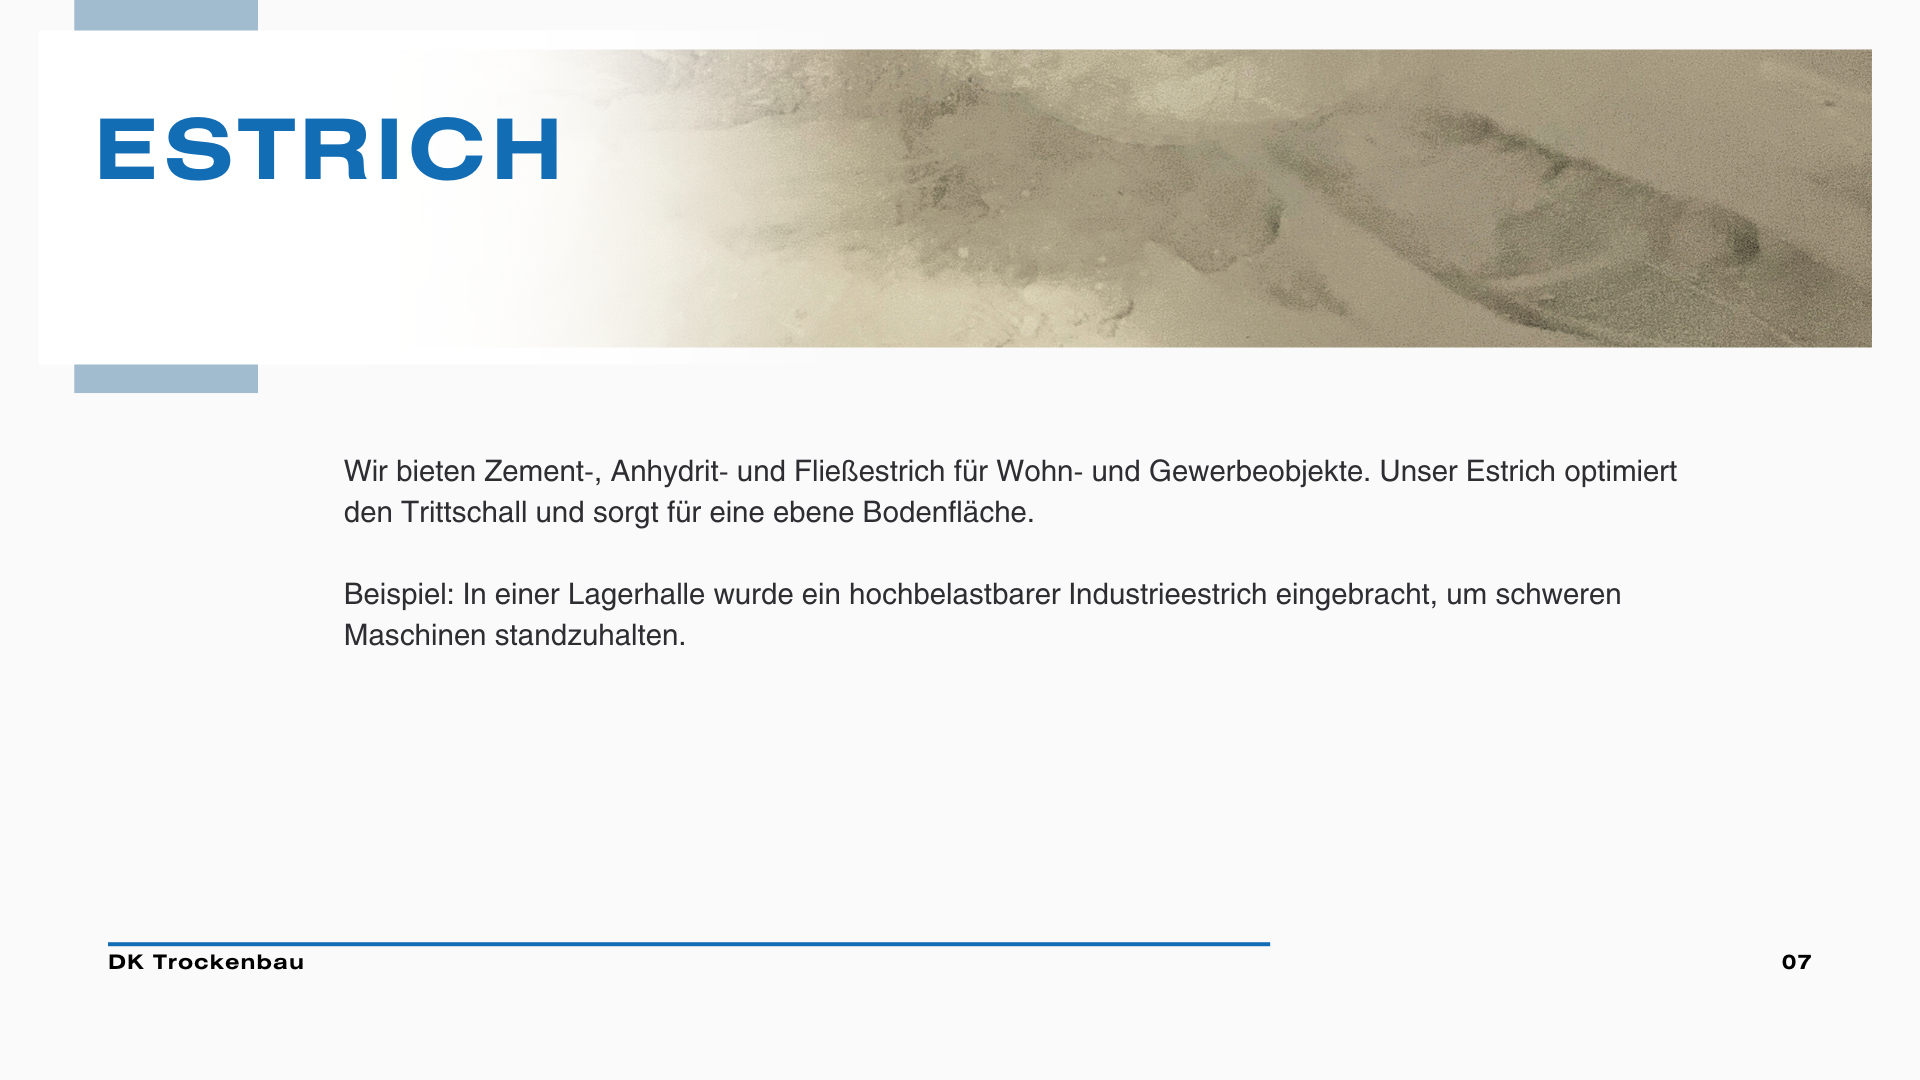 ESTRICH
Wir bieten Zement-, Anhydrit- und Fließestrich für Wohn- und Gewerbeobjekte. Unser Estrich optimiert
den Trittschall und sorgt für eine ebene Bodenfläche.
Beispiel: In einer Lagerhalle wurde ein hochbelastbarer Industrieestrich eingebracht, um schweren
Maschinen standzuhalten.
DK Trockenbau
07